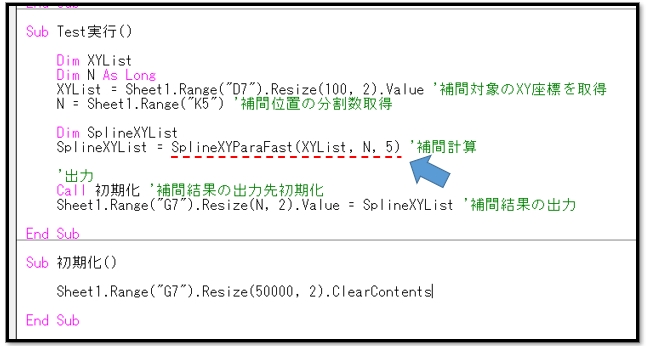 End Sub
Sub Test実行()
Dim XYList
Dim N As Long
XYList = Sheet1.Range("D7").Resize(100, 2).Value '補間対象のXY座標を取得
N = Sheet1.Range("K5") '補間位置の分割数取得
Dim SplineXYList
SplineXYList = SplineXYParaFast(XYList, N, 5) '補間計算
'出力
Call 初期化 '補間結果の出力先初期化
Sheet1.Range("G7").Resize(N, 2).Value = SplineXYList '補間結果の出力
End Sub
Sub 初期化()
Sheet1.Range("G7").Resize(50000, 2).ClearContents
End Sub